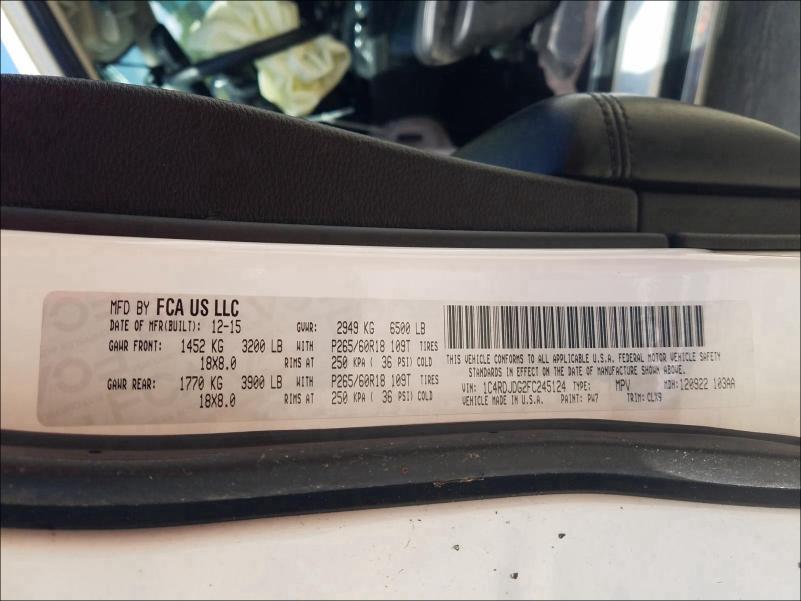 MFD BY FCA US LLC
DATE OF MFR(BUILT): 12-15 GVWR: 2949 KG 6500 LB
GAWR FRONT: 1452 KG 3200 LB WITH P265/60R18 109T TIRES
18X8.0 RIMS AT 250 KPA ( 36 PSI) COLD
GAWR REAR: 1770 KG 3900 LB WITH P265/60R18 109T TIRES
18X8.0 RIMS AT 250 KPA ( 36 PSI) COLD
THIS VEHICLE CONFORMS TO ALL APPLICABLE U.S.A. FEDERAL MOTOR VEHICLE SAFETY
STANDARDS IN EFFECT ON THE DATE OF MANUFACTURE SHOWN ABOVE.
VIN: 1C4RDJDG2FC245124 TYPE: MPV MDH:120922 103AA
VEHICLE MADE IN U.S.A. PAINT: PW7 TRIM: CLX9